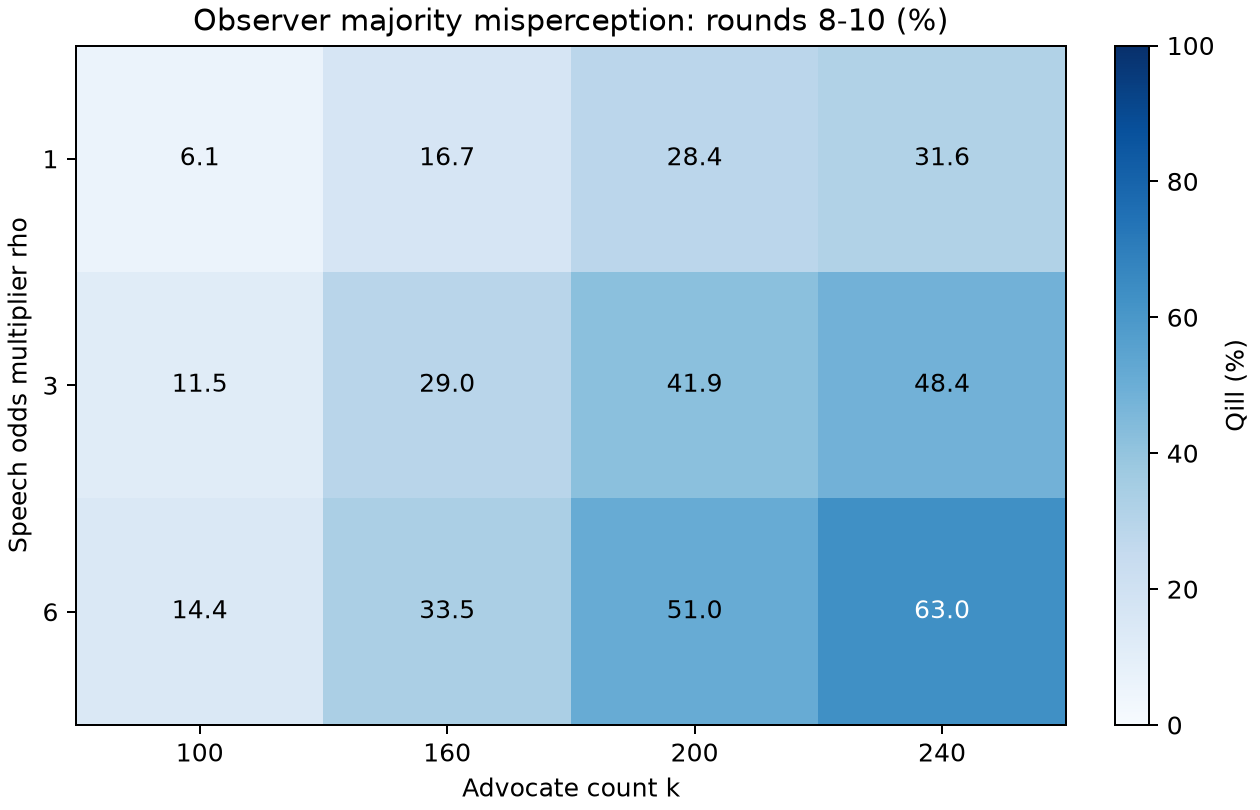 Observer majority misperception: rounds 8-10 (%)
Speech odds multiplier rho
1
6.1 16.7 28.4 31.6
3
11.5 29.0 41.9 48.4
6
14.4 33.5 51.0 63.0
100 160 200 240
Advocate count k
100
80
60
40
20
0
Qill (%)